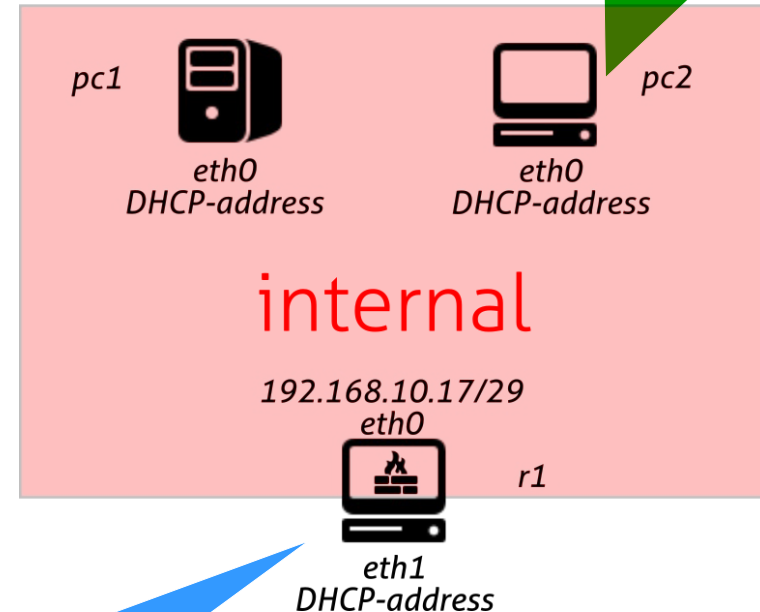 pc1
pc2
eth0
DHCP-address
eth0
DHCP-address
internal
192.168.10.17/29
eth0
r1
eth1
DHCP-address